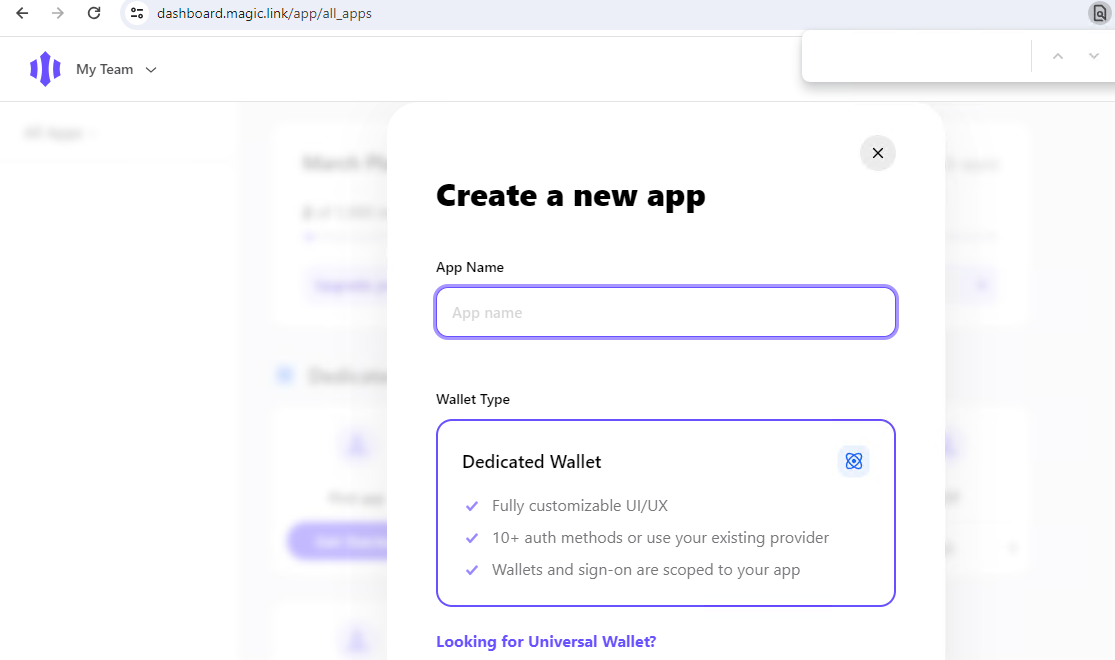 dashboard.magic.link/app/all_apps
My Team
All Apps
Create a new app
App Name
App name
Wallet Type
Dedicated Wallet
Fully customizable UI/UX
10+ auth methods or use your existing provider
Wallets and sign-on are scoped to your app
Looking for Universal Wallet?